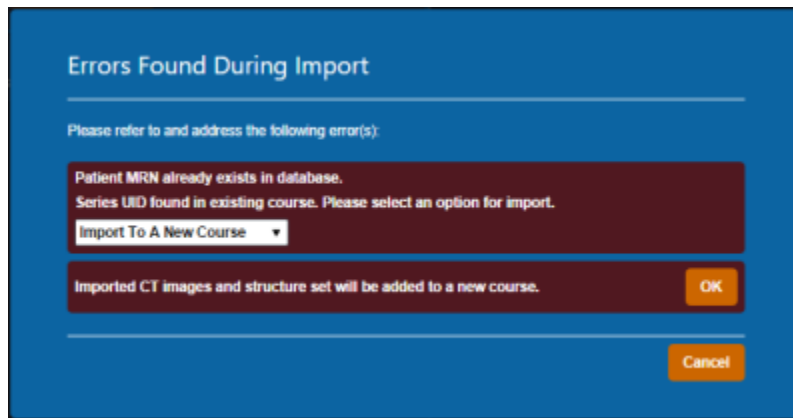 Errors Found During Import
Please refer to and address the following error(s):
Patient MRN already exists in database.
Series UID found in existing course. Please select an option for import.
Import To A New Course
Imported CT images and structure set will be added to a new course.
OK
Cancel